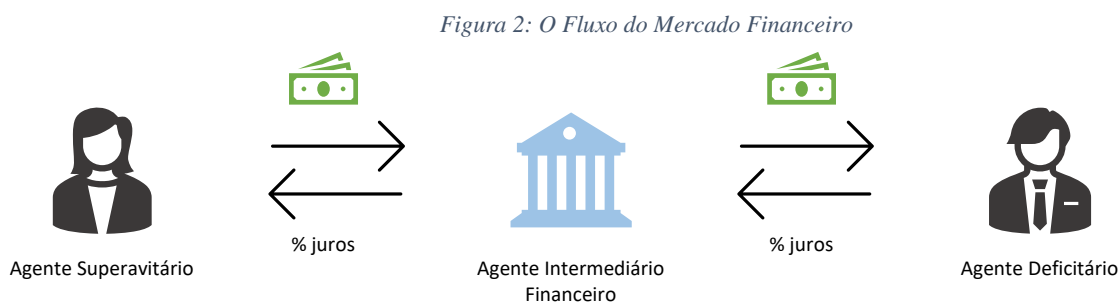 Figura 2: O Fluxo do Mercado Financeiro
% juros
% juros
Agente Superavitário
Agente Intermediário
Financeiro
Agente Deficitário